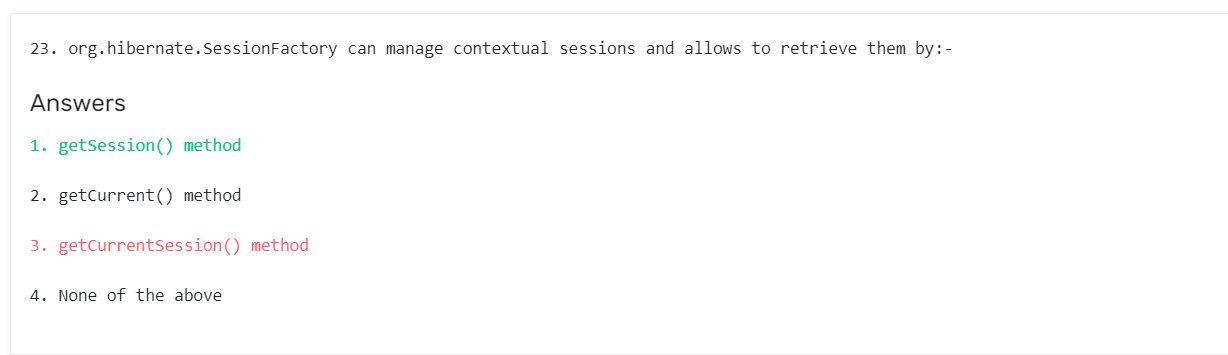 23. org.hibernate.SessionFactory can manage contextual sessions and allows to retrieve them by:-
Answers
1. getSession() method
2. getCurrent() method
3. getCurrentSession() method
4. None of the above